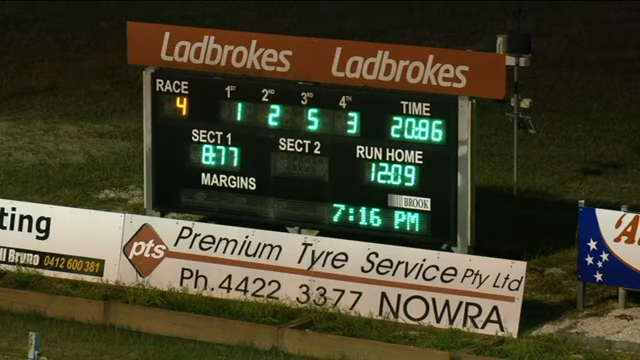 Ladbrokes Ladbrokes
RACE 1ST 2ND 3RD 4TH TIME
4 1 2 5 3 20:86
SECT 1 SECT 2 RUN HOME
8:77 12:09
MARGINS
BROOK
7:16 PM
ting
0412 600 381
pts
Premium Tyre Service Pty Ltd
Ph. 4422 3377 NOWRA